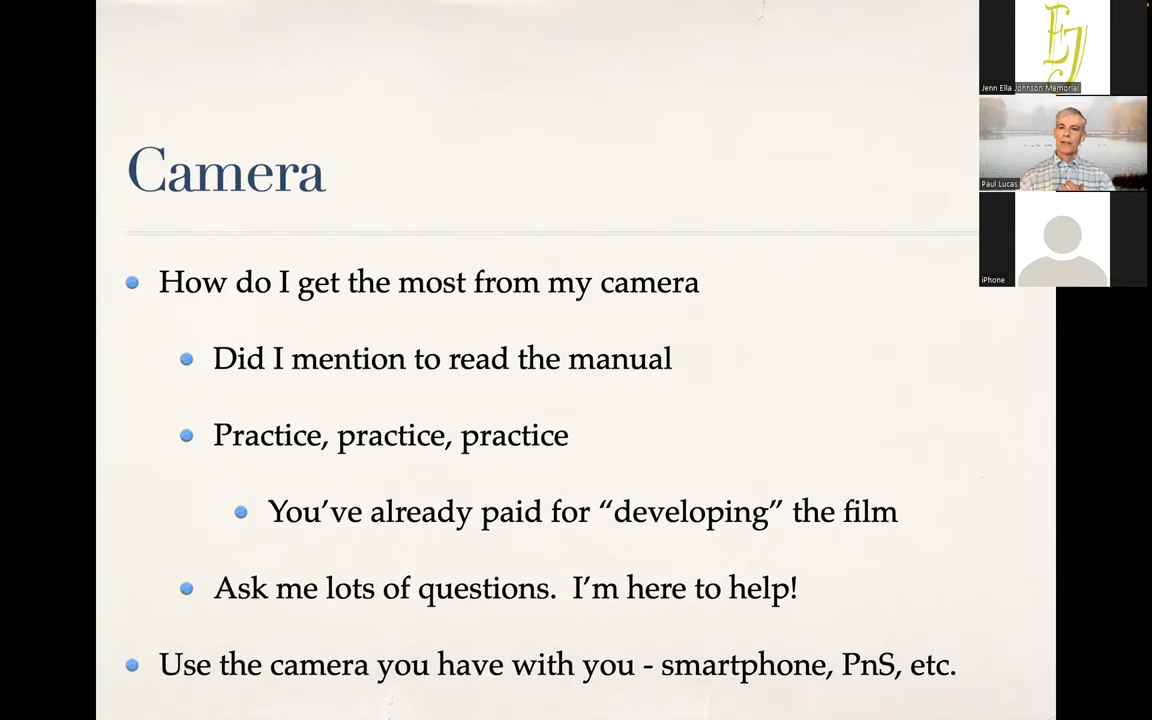 Camera
How do I get the most from my camera
Did I mention to read the manual
Practice, practice, practice
You’ve already paid for “developing” the film
Ask me lots of questions.  I’m here to help!
Use the camera you have with you - smartphone, PnS, etc.
EJ
Jenn Ella Johnson Memorial
Paul Lucas
iPhone